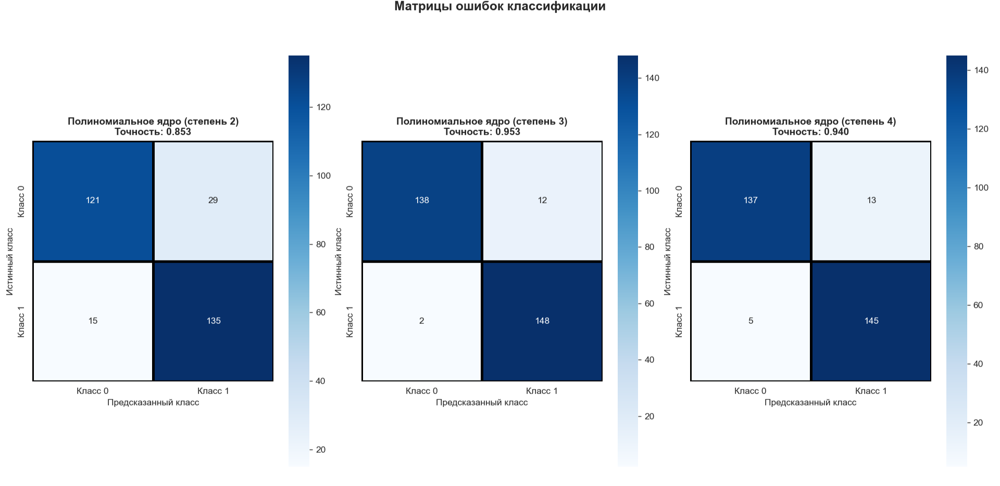 Матрицы ошибок классификации
Полиномиальное ядро (степень 2)
Точность: 0.853
Истинный класс
Класс 0
Класс 1
121
29
15
135
Класс 0
Класс 1
Предсказанный класс
120
100
80
60
40
20
Полиномиальное ядро (степень 3)
Точность: 0.953
Истинный класс
Класс 0
Класс 1
138
12
2
148
Класс 0
Класс 1
Предсказанный класс
140
120
100
80
60
40
20
Полиномиальное ядро (степень 4)
Точность: 0.940
Истинный класс
Класс 0
Класс 1
137
13
5
145
Класс 0
Класс 1
Предсказанный класс
140
120
100
80
60
40
20